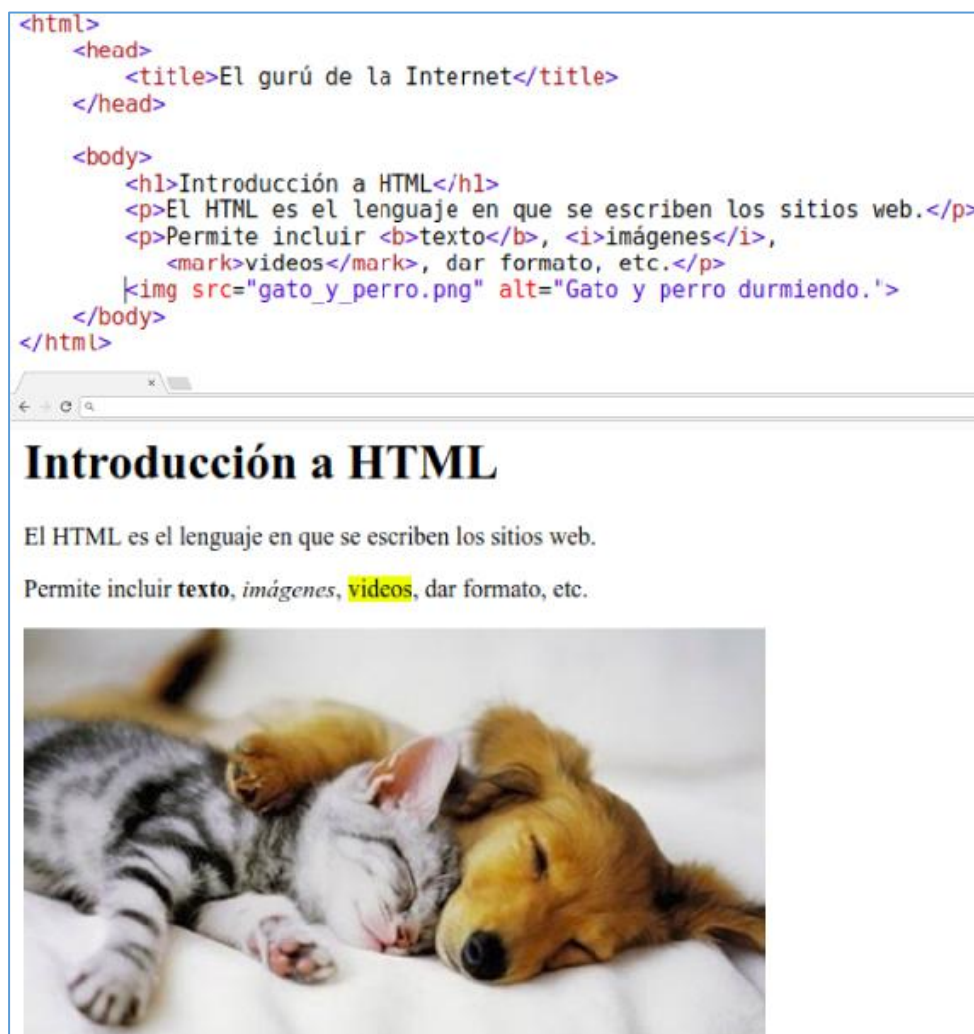 <html>
<head>
<title>El gurú de la Internet</title>
</head>
<body>
<h1>Introducción a HTML</h1>
<p>El HTML es el lenguaje en que se escriben los sitios web.</p>
<p>Permite incluir <b>texto</b>, <i>imágenes</i>,
<mark>videos</mark>, dar formato, etc.</p>
<img src="gato_y_perro.png" alt="Gato y perro durmiendo.'>
</body>
</html>
Introducción a HTML
El HTML es el lenguaje en que se escriben los sitios web.
Permite incluir texto, imágenes, videos, dar formato, etc.